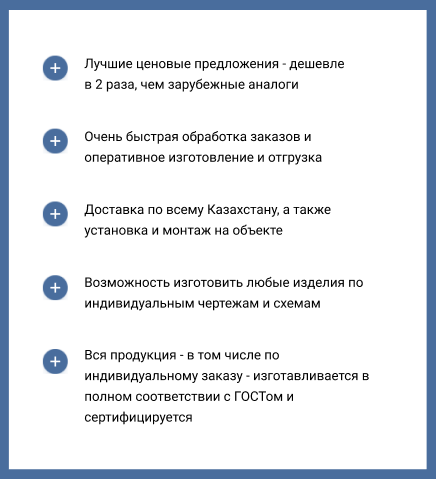 Лучшие ценовые предложения - дешевле
в 2 раза, чем зарубежные аналоги
Очень быстрая обработка заказов и
оперативное изготовление и отгрузка
Доставка по всему Казахстану, а также
установка и монтаж на объекте
Возможность изготовить любые изделия по
индивидуальным чертежам и схемам
Вся продукция - в том числе по
индивидуальному заказу - изготавливается в
полном соответствии с ГОСТом и
сертифицируется